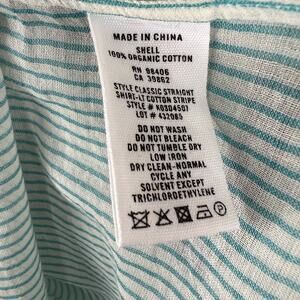 MADE IN CHINA
SHELL
100% ORGANIC COTTON
RN 98406
CA 39862
STYLE CLASSIC STRAIGHT
SHIRT-LT COTTON STRIPE
STYLE # K03D4501
LOT # 432085
DO NOT WASH
DO NOT BLEACH
DO NOT TUMBLE DRY
LOW IRON
DRY CLEAN-NORMAL
CYCLE ANY
SOLVENT EXCEPT
TRICHLOROETHYLENE
P